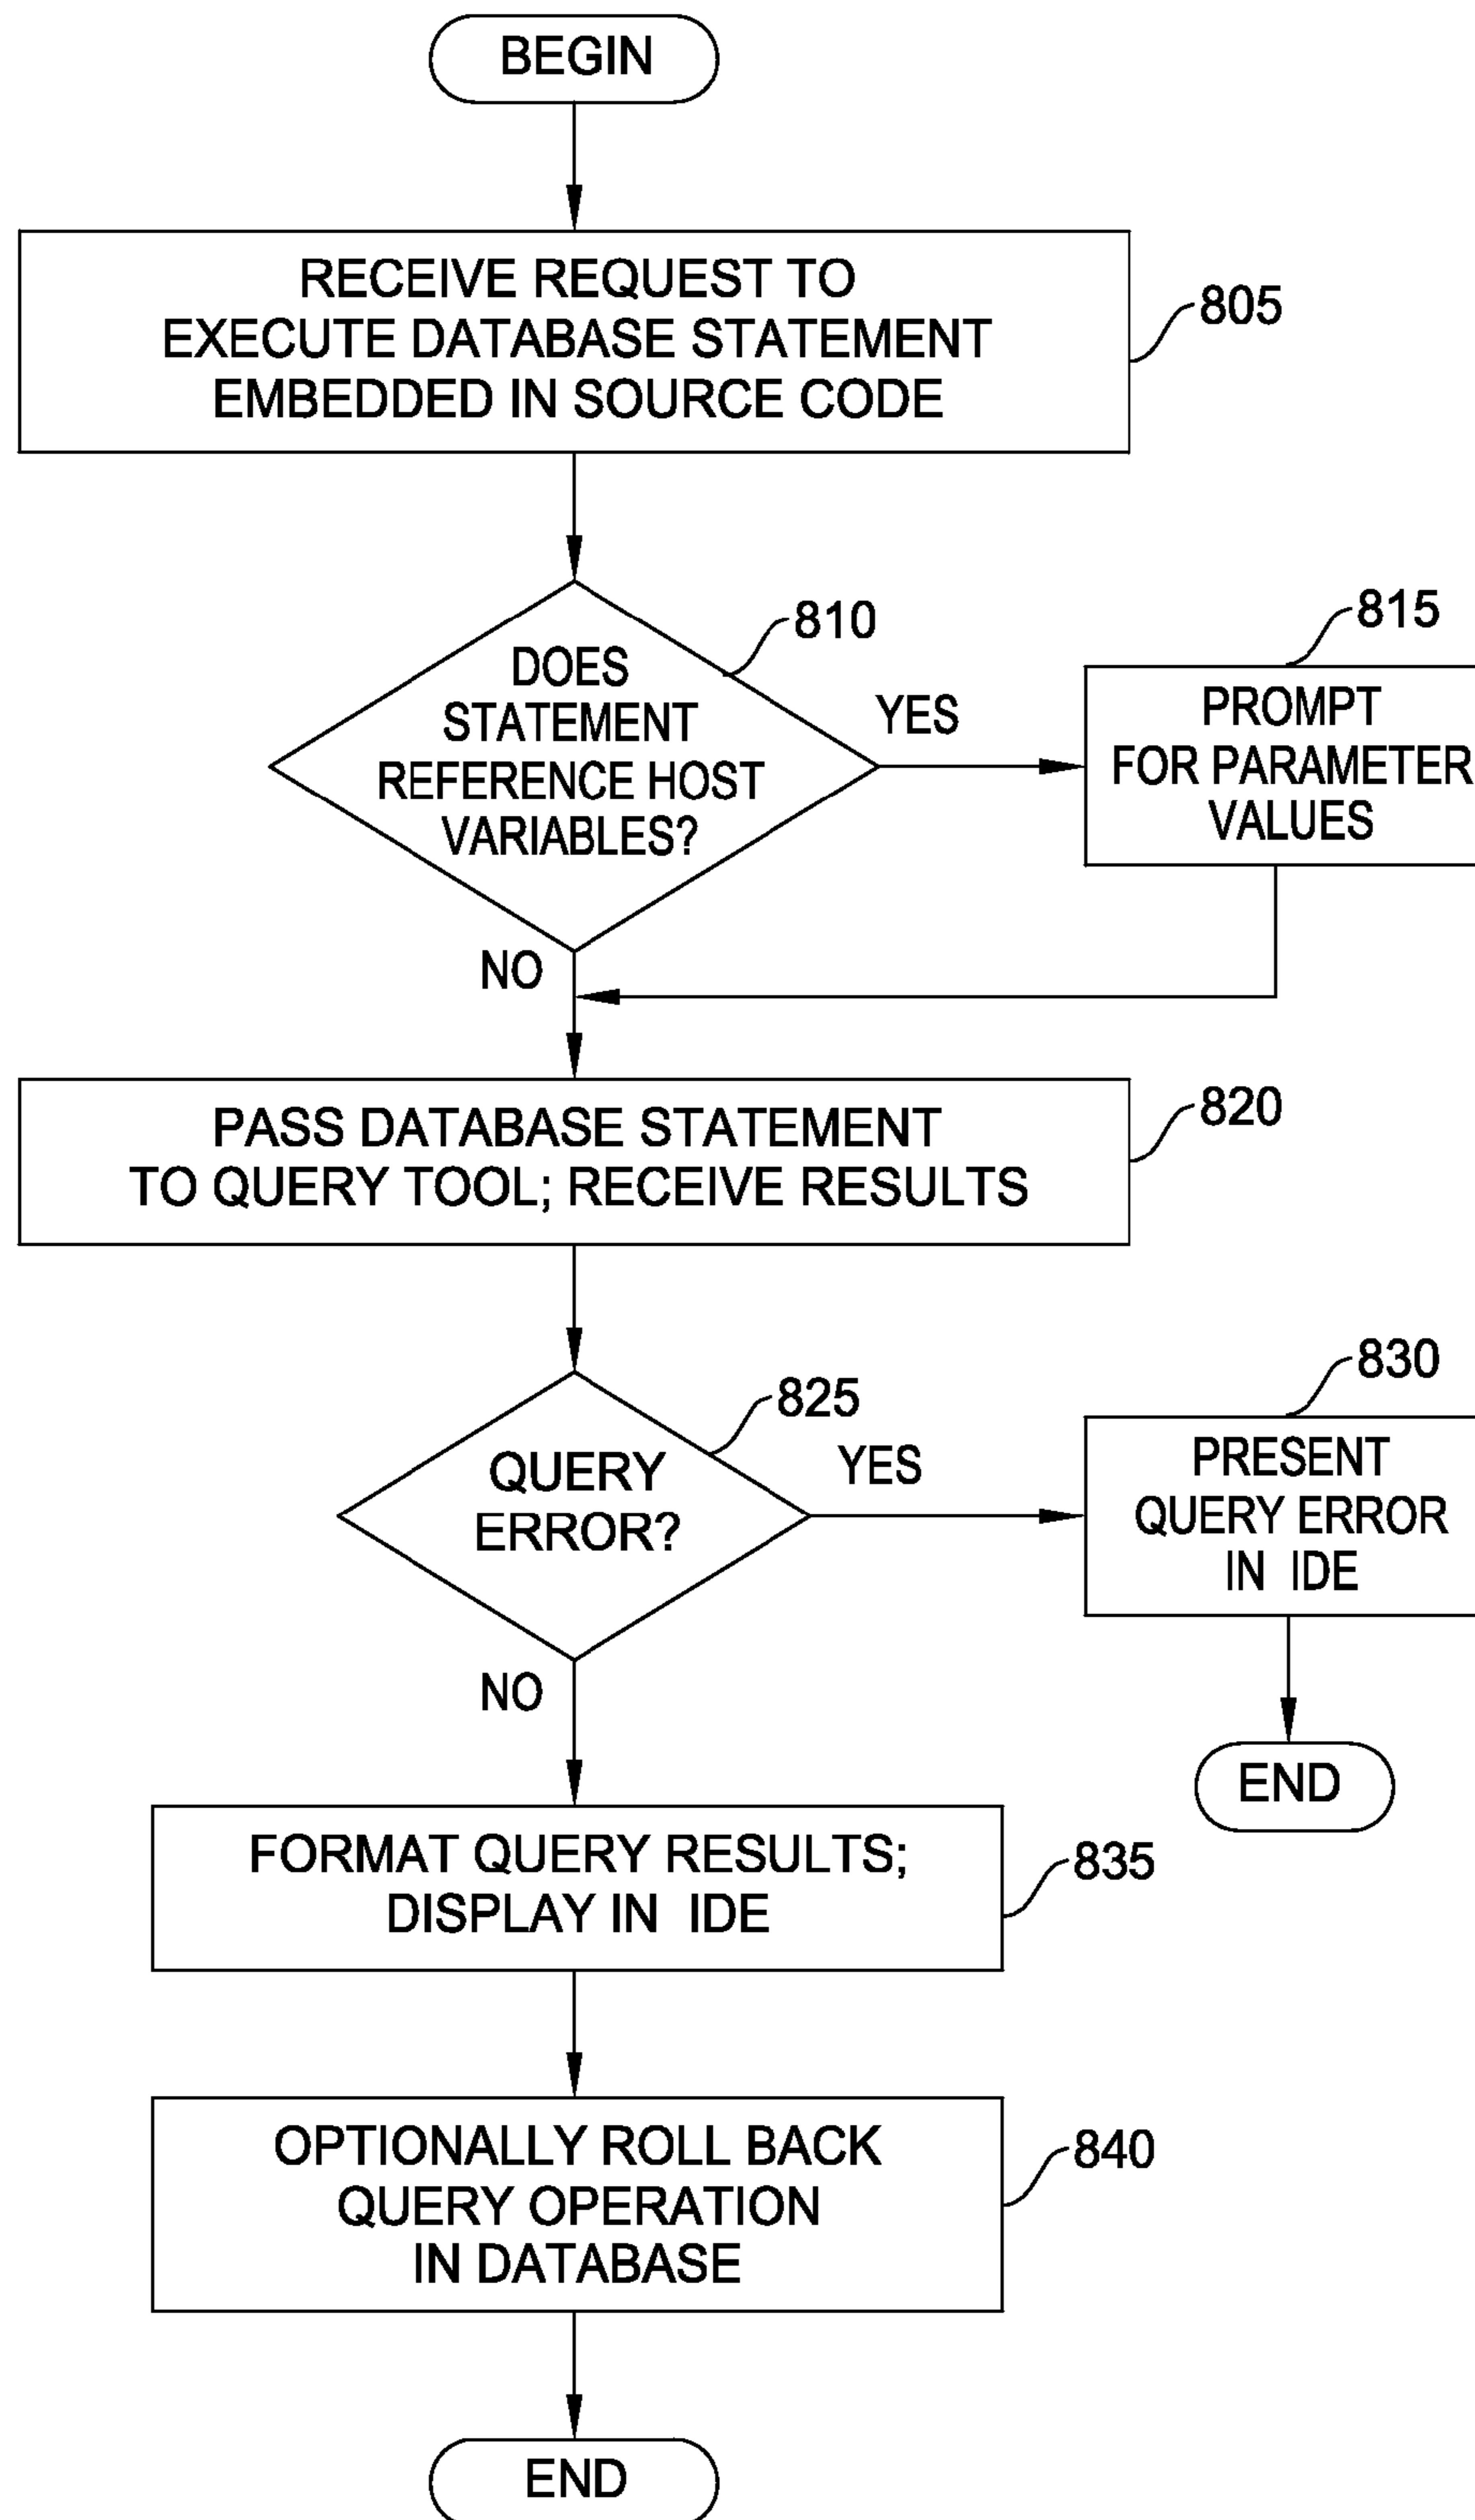 BEGIN
RECEIVE REQUEST TO
EXECUTE DATABASE STATEMENT
EMBEDDED IN SOURCE CODE
805
DOES
STATEMENT
REFERENCE HOST
VARIABLES?
810
YES
815
PROMPT
FOR PARAMETER
VALUES
NO
PASS DATABASE STATEMENT
TO QUERY TOOL; RECEIVE RESULTS
820
QUERY
ERROR?
825
YES
830
PRESENT
QUERY ERROR
IN IDE
NO
END
FORMAT QUERY RESULTS;
DISPLAY IN IDE
835
OPTIONALLY ROLL BACK
QUERY OPERATION
IN DATABASE
840
END